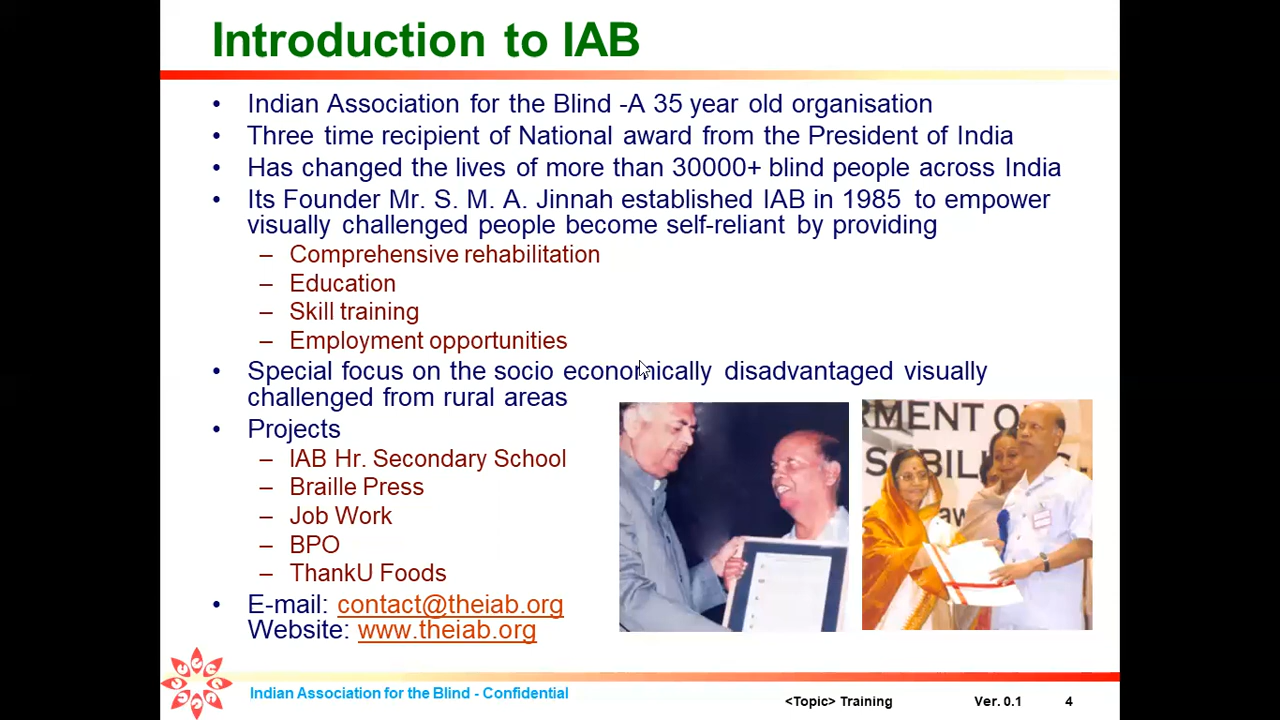 Introduction to IAB
• Indian Association for the Blind -A 35 year old organisation
• Three time recipient of National award from the President of India
• Has changed the lives of more than 30000+ blind people across India
• Its Founder Mr. S. M. A. Jinnah established IAB in 1985 to empower
visually challenged people become self-reliant by providing
– Comprehensive rehabilitation
– Education
– Skill training
– Employment opportunities
• Special focus on the socio economically disadvantaged visually
challenged from rural areas
• Projects
– IAB Hr. Secondary School
– Braille Press
– Job Work
– BPO
– ThankU Foods
• E-mail: contact@theiab.org
Website: www.theiab.org
Indian Association for the Blind - Confidential
<Topic> Training
Ver. 0.1
4